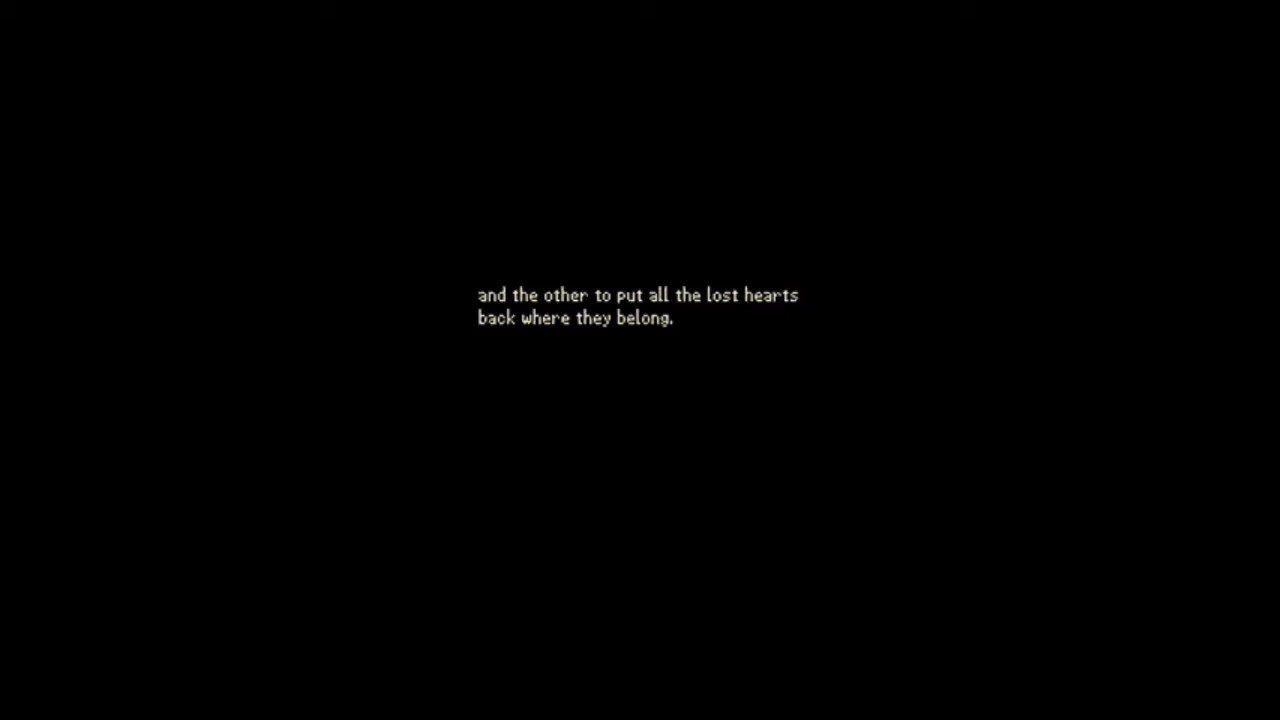 and the other to put all the lost hearts
back where they belong.